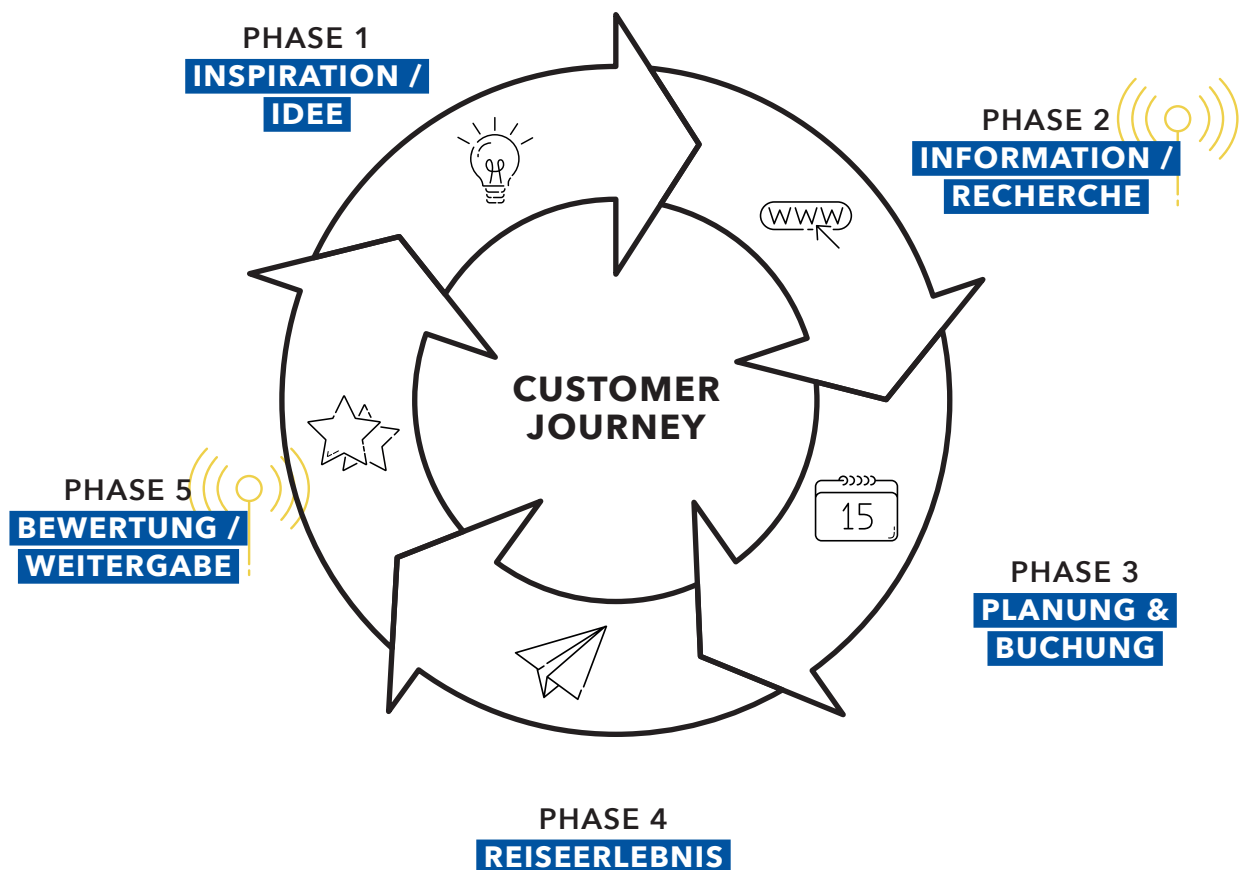 PHASE 1
INSPIRATION /
IDEE
PHASE 2
INFORMATION /
RECHERCHE
WWW
CUSTOMER
JOURNEY
15
PHASE 5
BEWERTUNG /
WEITERGABE
PHASE 3
PLANUNG &
BUCHUNG
PHASE 4
REISEERLEBNIS